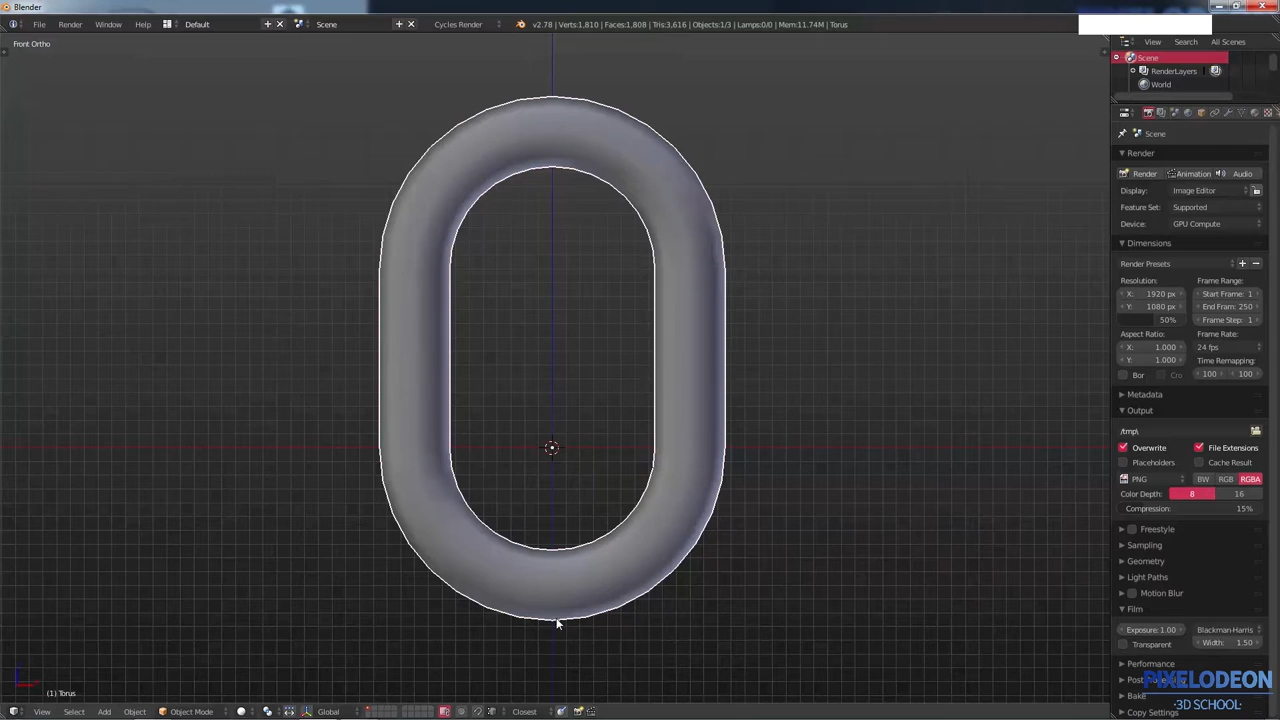 Blender
File Render Window Help Default Scene Cycles Render v2.78 | Verts:1,810 | Faces:1,808 | Tris:3,616 | Objects:1/3 | Lamps:0/0 | Mem:11.74M | Torus
Front Ortho
View Search All Scenes
Scene
RenderLayers
World
Scene
Render
Render Animation Audio
Display: Image Editor
Feature Set: Supported
Device: GPU Compute
Dimensions
Render Presets
Resolution: Frame Range:
X: 1920 px Start Frame: 1
Y: 1080 px End Fram: 250
50% Frame Step: 1
Aspect Ratio: Frame Rate:
X: 1.000 24 fps
Y: 1.000 Time Remapping:
Bor Cro 100 100
Metadata
Output
/tmp\
Overwrite File Extensions
Placeholders Cache Result
PNG BW RGB RGBA
Color Depth: 8 16
Compression: 15%
Freestyle
Sampling
Geometry
Light Paths
Motion Blur
Film
Exposure: 1.00 Blackman-Harris
Transparent Width: 1.50
Performance
PIXELODEON
Bake
-3D SCHOOL-
Copy Settings
(1) Torus
View Select Add Object Object Mode Global Closest